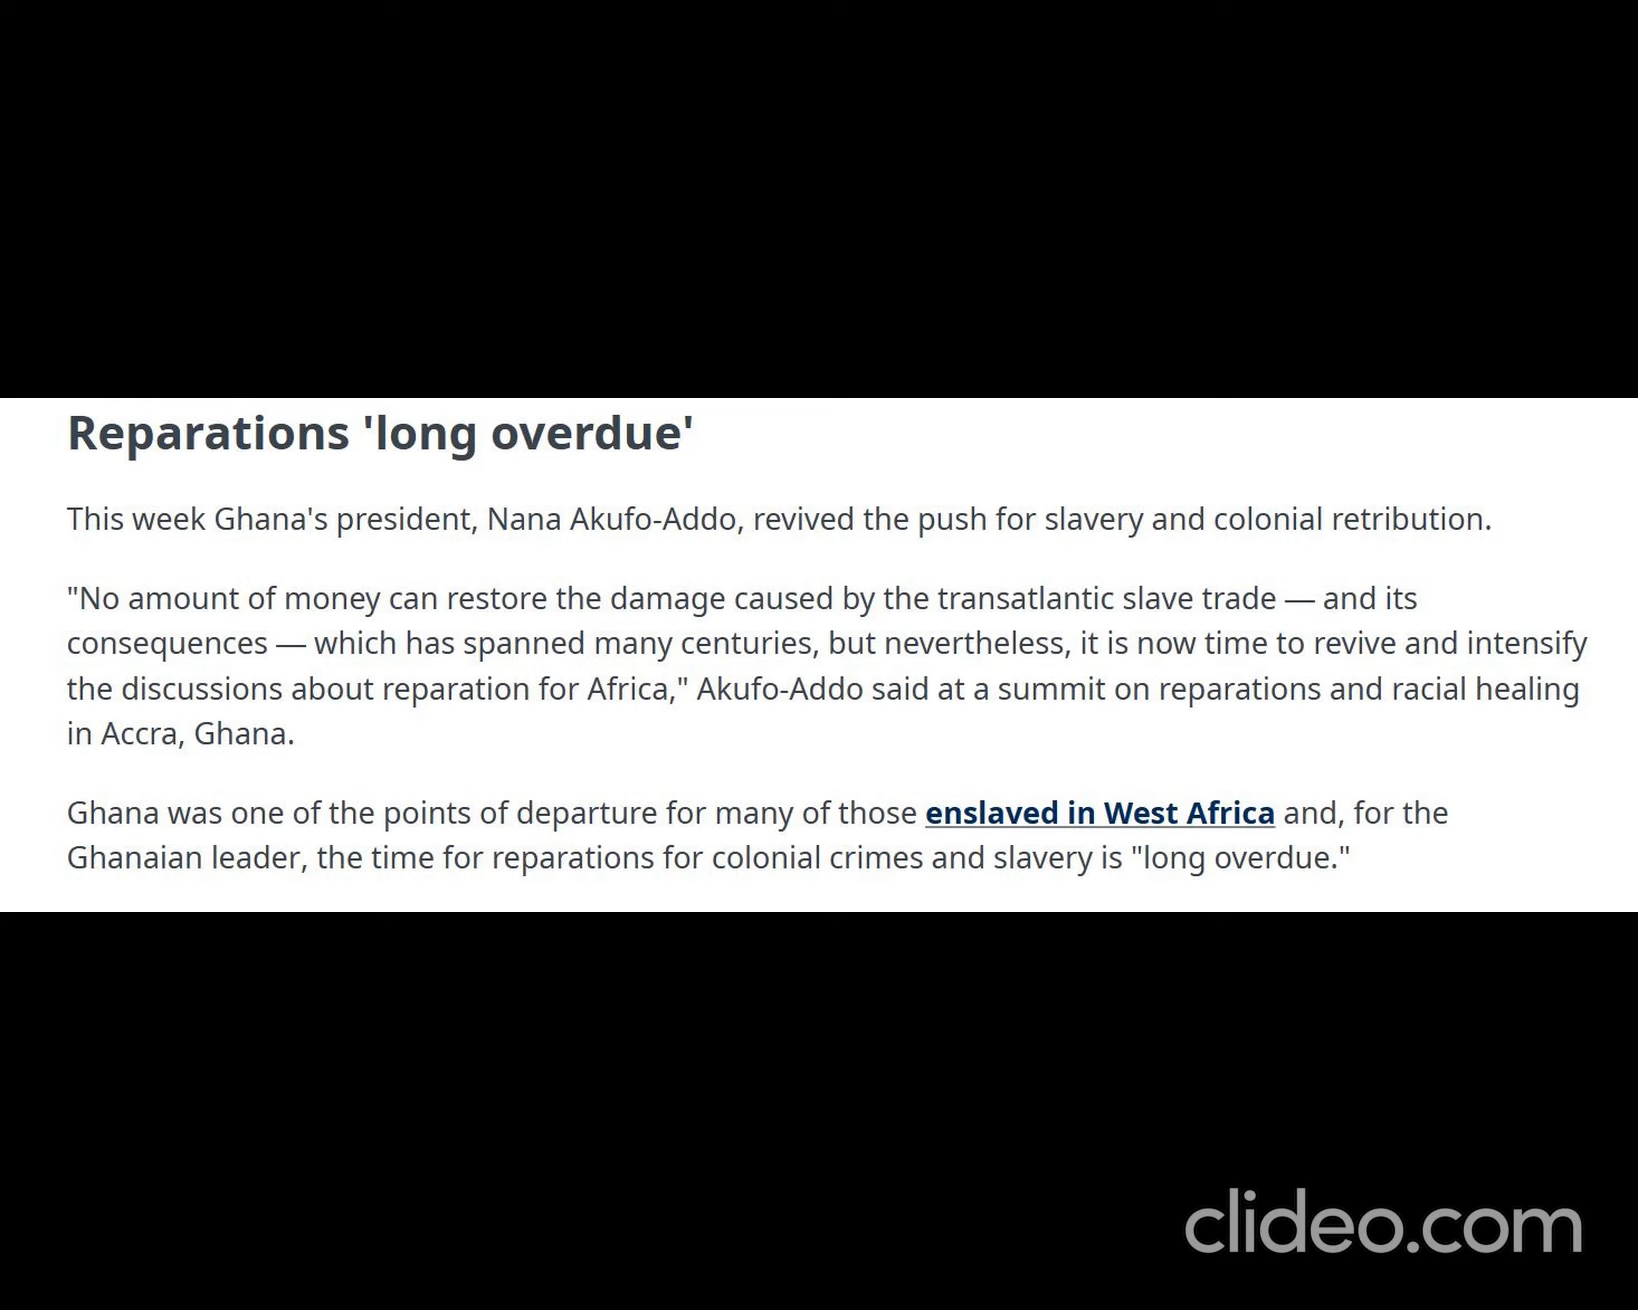 Reparations 'long overdue'
This week Ghana's president, Nana Akufo-Addo, revived the push for slavery and colonial retribution.
"No amount of money can restore the damage caused by the transatlantic slave trade — and its
consequences — which has spanned many centuries, but nevertheless, it is now time to revive and intensify
the discussions about reparation for Africa," Akufo-Addo said at a summit on reparations and racial healing
in Accra, Ghana.
Ghana was one of the points of departure for many of those enslaved in West Africa and, for the
Ghanaian leader, the time for reparations for colonial crimes and slavery is "long overdue."
clideo.com